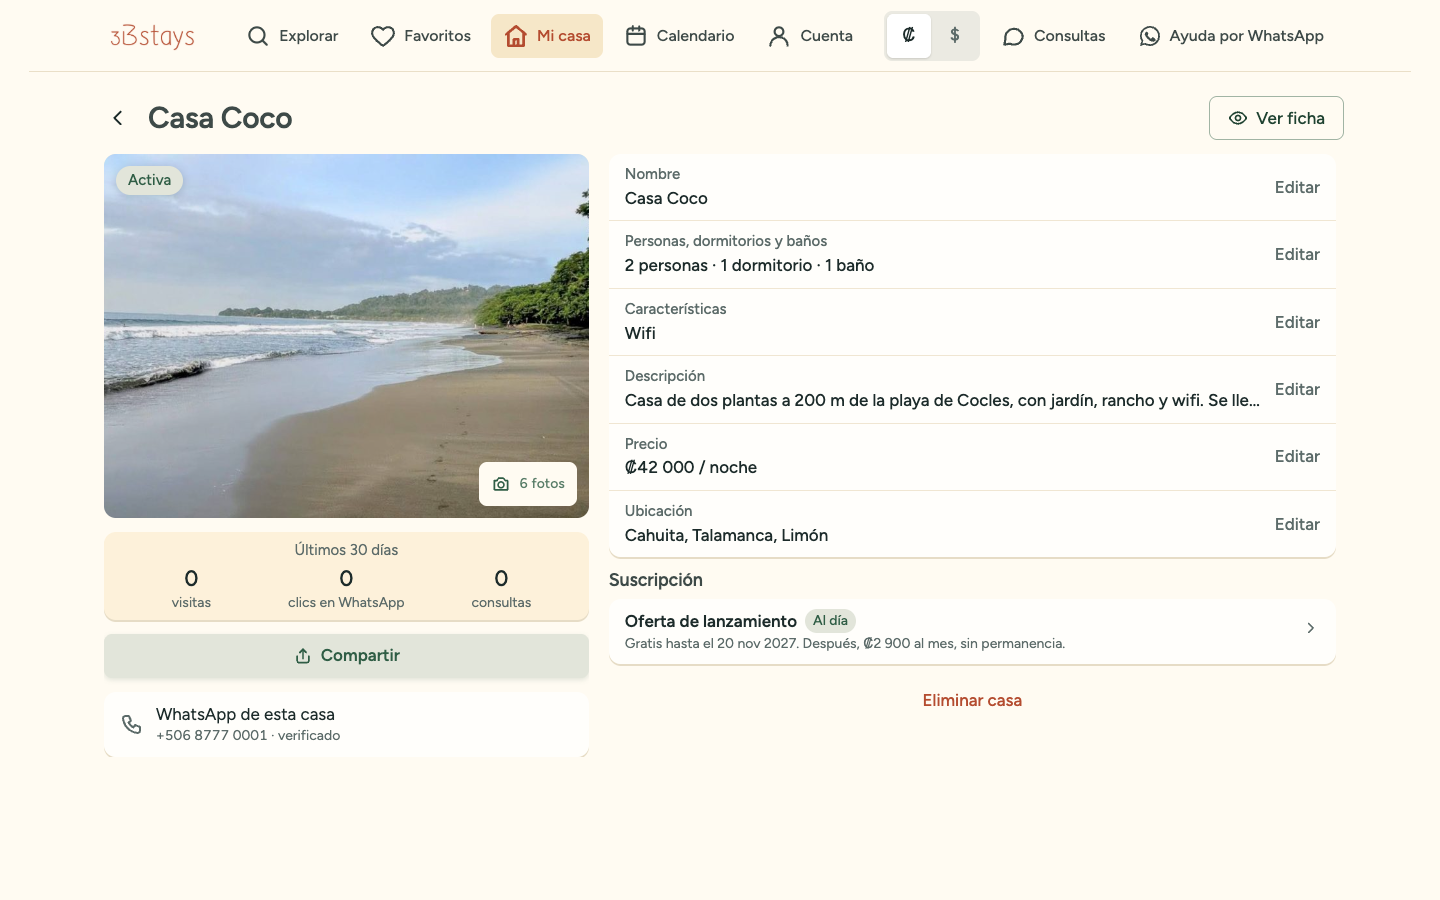 3Bstays
Explorar
Favoritos
Mi casa
Calendario
Cuenta
₡
$
Consultas
Ayuda por WhatsApp
Casa Coco
Ver ficha
Activa
6 fotos
Últimos 30 días
0
visitas
0
clics en WhatsApp
0
consultas
Compartir
WhatsApp de esta casa
+506 8777 0001 · verificado
Nombre
Casa Coco
Editar
Personas, dormitorios y baños
2 personas · 1 dormitorio · 1 baño
Editar
Características
Wifi
Editar
Descripción
Casa de dos plantas a 200 m de la playa de Cocles, con jardín, rancho y wifi. Se lle...
Editar
Precio
₡42 000 / noche
Editar
Ubicación
Cahuita, Talamanca, Limón
Editar
Suscripción
Oferta de lanzamiento Al día
Gratis hasta el 20 nov 2027. Después, ₡2 900 al mes, sin permanencia.
Eliminar casa